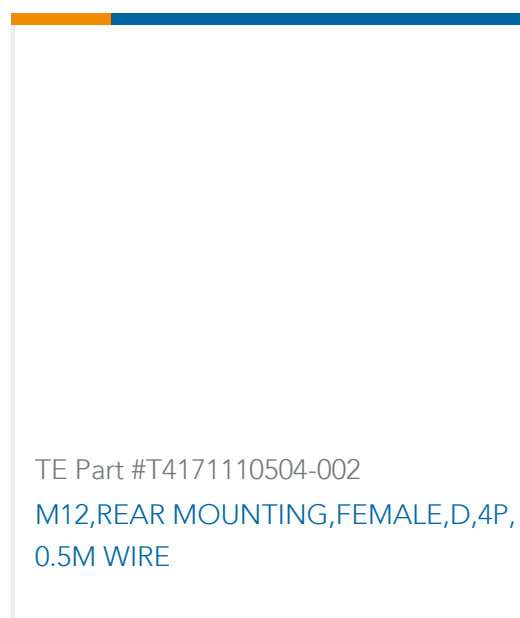 TE Part #T4171110504-002
M12,REAR MOUNTING,FEMALE,D,4P,
0.5M WIRE